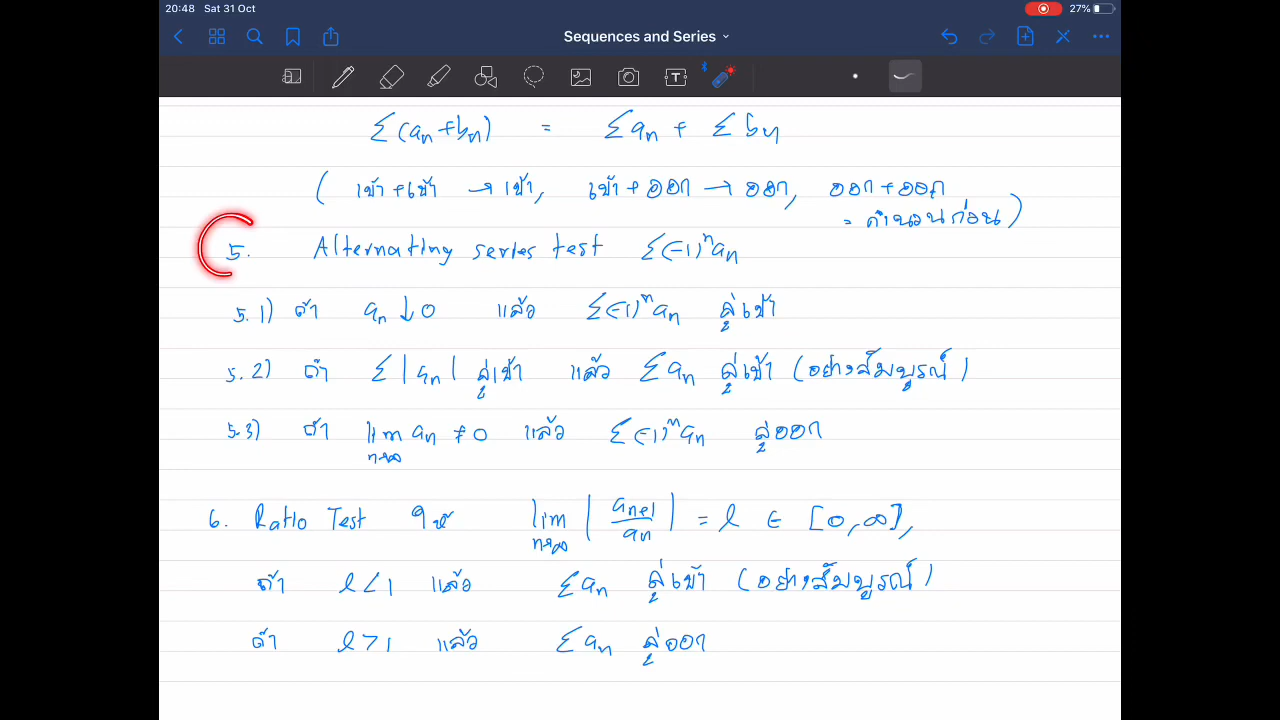 20:48 Sat 31 Oct 27%
Sequences and Series
T
Σ(aₙ+bₙ) = Σaₙ + Σbₙ
( เข้า+เข้า → เข้า, เข้า+ออก → ออก, ออก+ออก
= คำนวนก่อน )
5. Alternating series test Σ(-1)ⁿaₙ
5.1) ถ้า aₙ ↓ 0 แล้ว Σ(-1)ⁿaₙ ลู่เข้า
5.2) ถ้า Σ|aₙ| ลู่เข้า แล้ว Σaₙ ลู่เข้า (อย่างสัมบูรณ์)
5.3) ถ้า lim n→∞ aₙ ≠ 0 แล้ว Σ(-1)ⁿaₙ ลู่ออก
6. Ratio Test ให้ lim n→∞ |aₙ₊₁/aₙ| = l ∈ [0,∞],
ถ้า l < 1 แล้ว Σaₙ ลู่เข้า (อย่างสัมบูรณ์)
ถ้า l > 1 แล้ว Σaₙ ลู่ออก